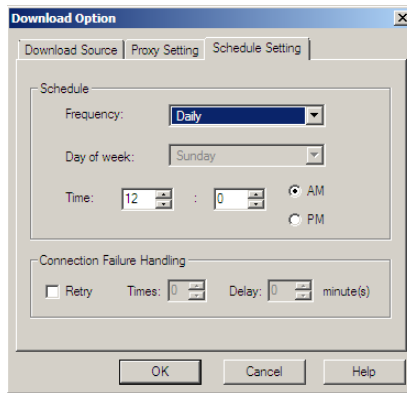 Download Option
Download Source Proxy Setting Schedule Setting
Schedule
Frequency: Daily
Day of week: Sunday
Time: 12 : 0 AM
PM
Connection Failure Handling
Retry Times: 0 Delay: 0 minute(s)
OK Cancel Help